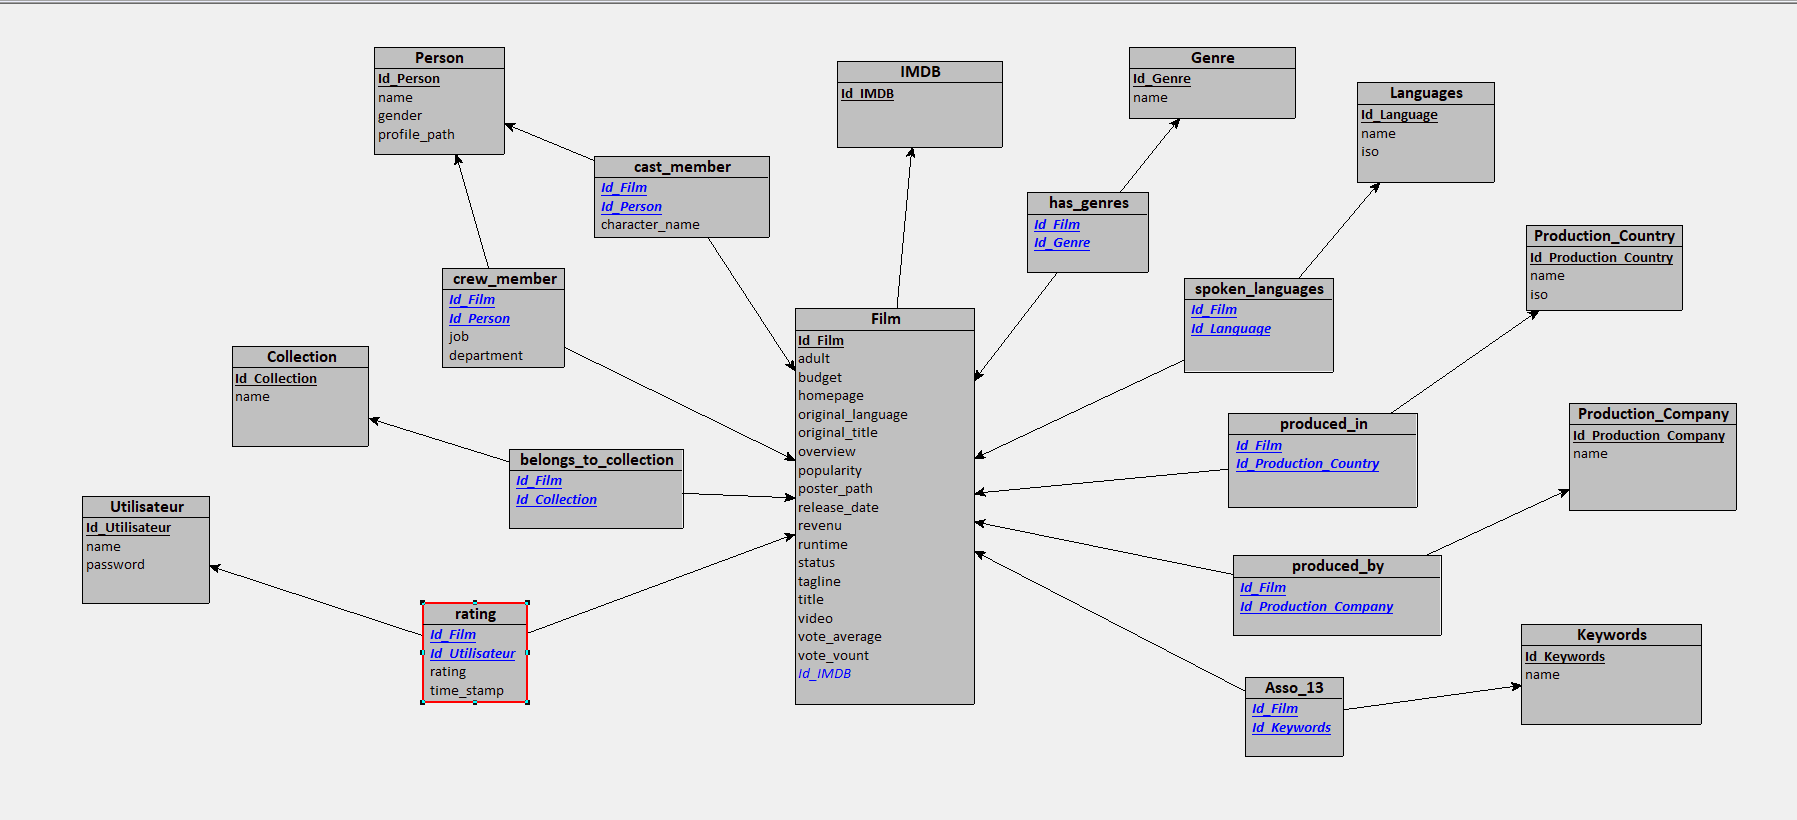 Person
Id_Person
name
gender
profile_path
IMDB
Id_IMDB
Genre
Id_Genre
name
Languages
Id_Language
name
iso
cast_member
Id_Film
Id_Person
character_name
has_genres
Id_Film
Id_Genre
Production_Country
Id_Production_Country
name
iso
crew_member
Id_Film
Id_Person
job
department
spoken_languages
Id_Film
Id_Language
Film
Id_Film
adult
budget
homepage
original_language
original_title
overview
popularity
poster_path
release_date
revenu
runtime
status
tagline
title
video
vote_average
vote_vount
Id_IMDB
Collection
Id_Collection
name
produced_in
Id_Film
Id_Production_Country
Production_Company
Id_Production_Company
name
belongs_to_collection
Id_Film
Id_Collection
Utilisateur
Id_Utilisateur
name
password
produced_by
Id_Film
Id_Production_Company
rating
Id_Film
Id_Utilisateur
rating
time_stamp
Keywords
Id_Keywords
name
Asso_13
Id_Film
Id_Keywords